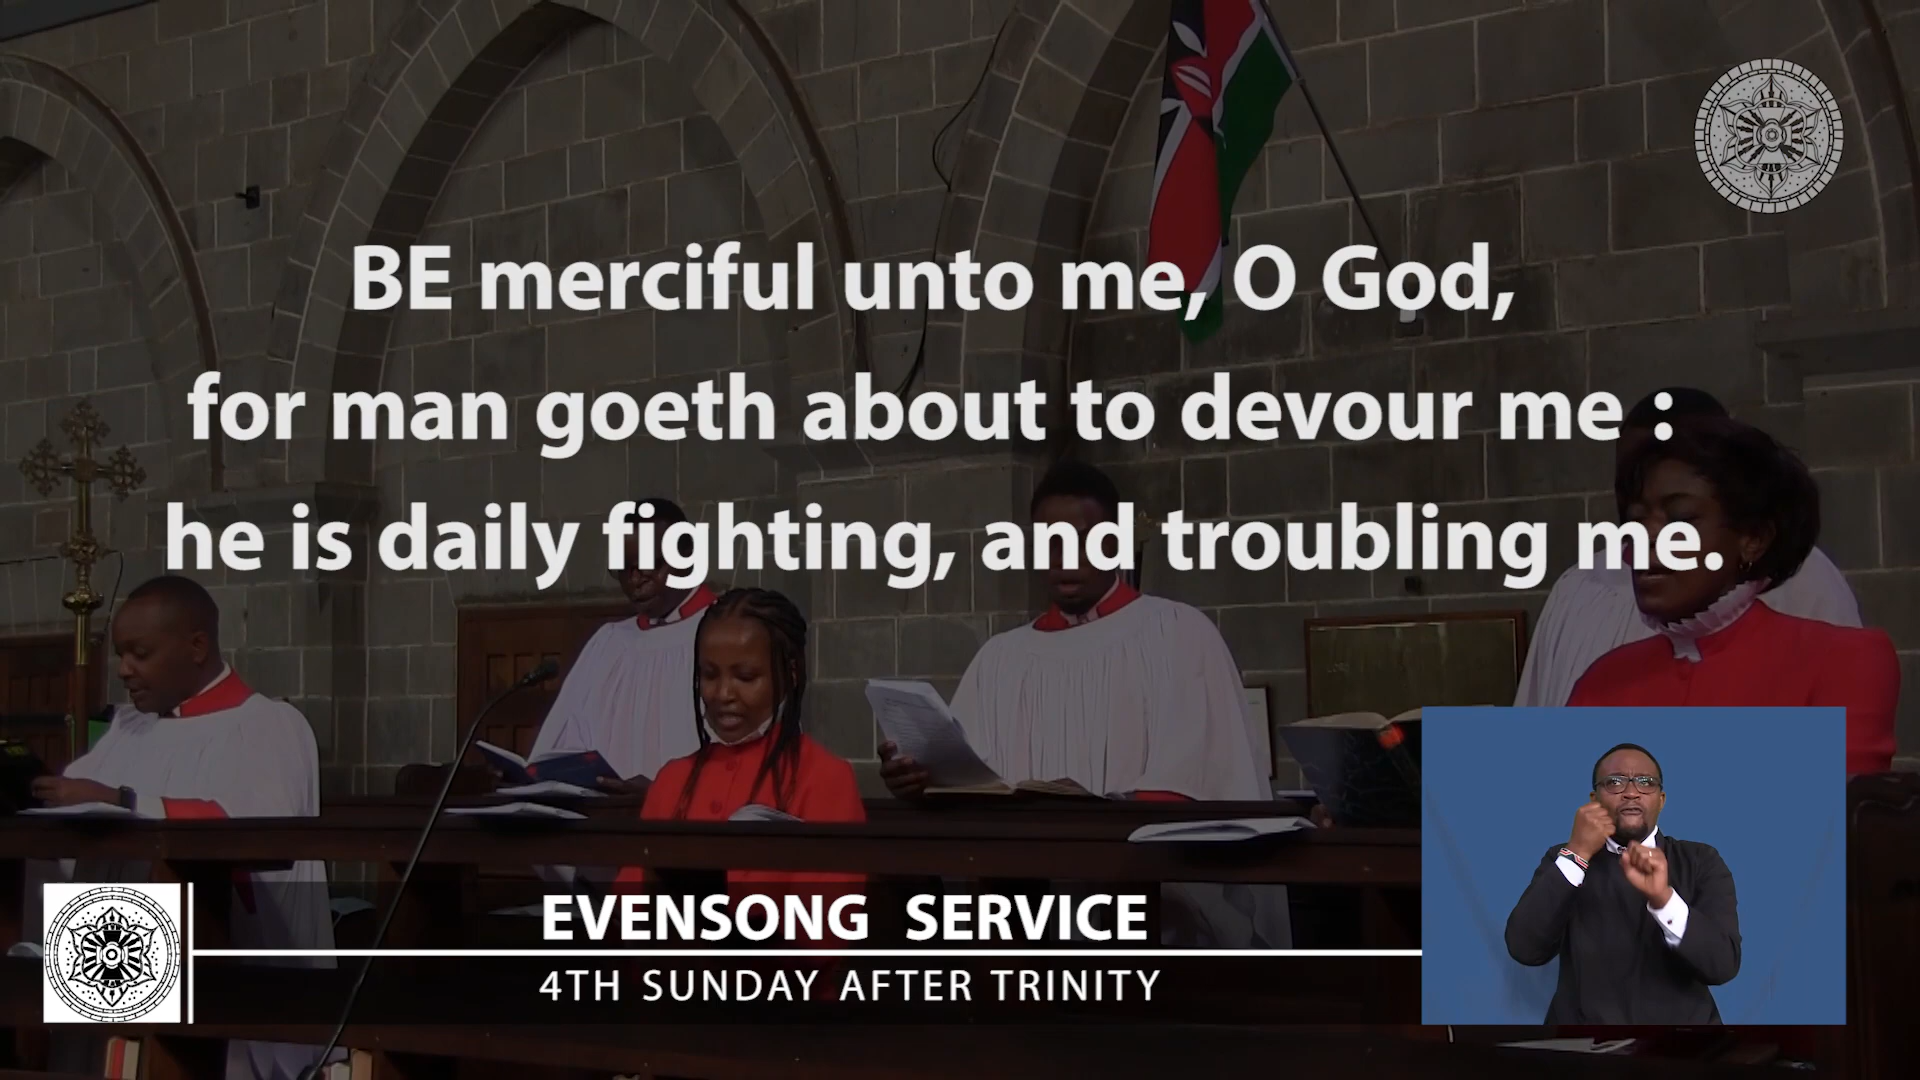 BE merciful unto me, O God,
for man goeth about to devour me :
he is daily fighting, and troubling me.
EVENSONG SERVICE
4TH SUNDAY AFTER TRINITY